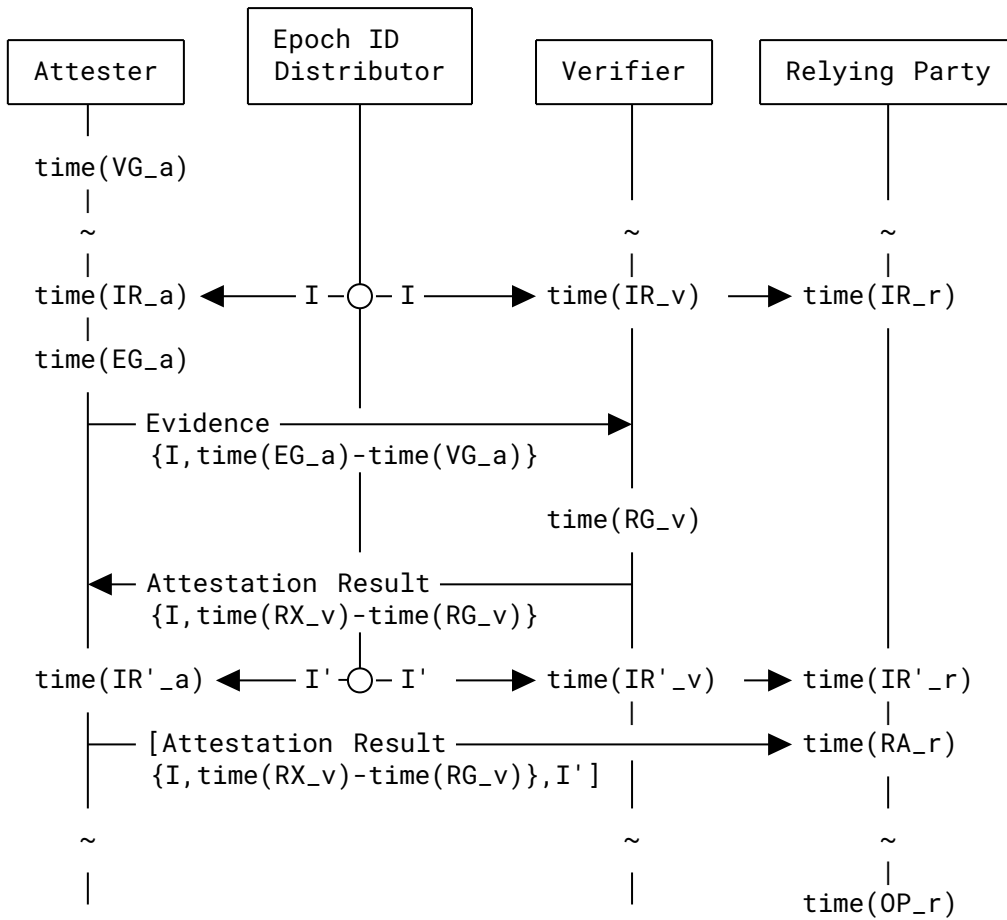 Attester
Epoch ID
Distributor
Verifier
Relying Party
time(VG_a)
~ ~ ~
time(IR_a) I I time(IR_v) time(IR_r)
time(EG_a)
Evidence
{I,time(EG_a)-time(VG_a)}
time(RG_v)
Attestation Result
{I,time(RX_v)-time(RG_v)}
time(IR'_a) I' I' time(IR'_v) time(IR'_r)
[Attestation Result time(RA_r)
{I,time(RX_v)-time(RG_v)},I']
~ ~ ~
time(OP_r)